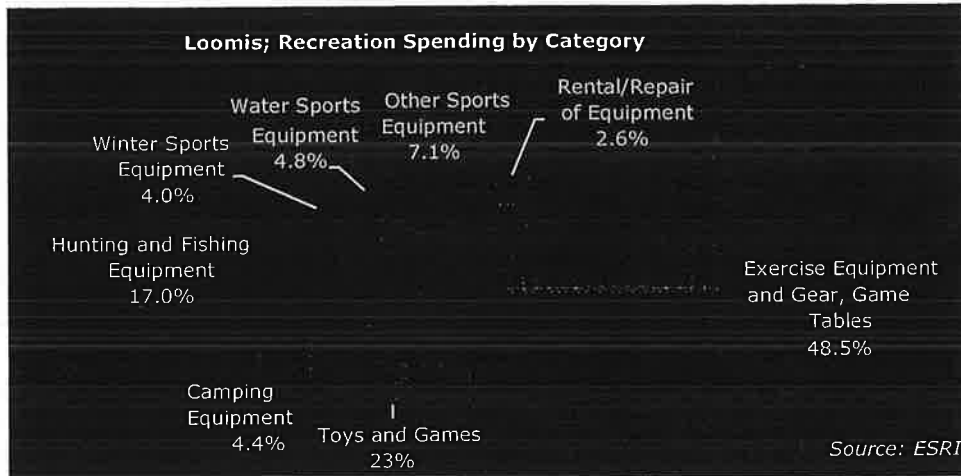 Loomis; Recreation Spending by Category
Rental/Repair
of Equipment
2.6%
Other Sports
Equipment
7.1%
Water Sports
Equipment
4.8%
Winter Sports
Equipment
4.0%
Hunting and Fishing
Equipment
17.0%
Exercise Equipment
and Gear, Game
Tables
48.5%
Camping
Equipment
4.4%
Toys and Games
23%
Source: ESRI